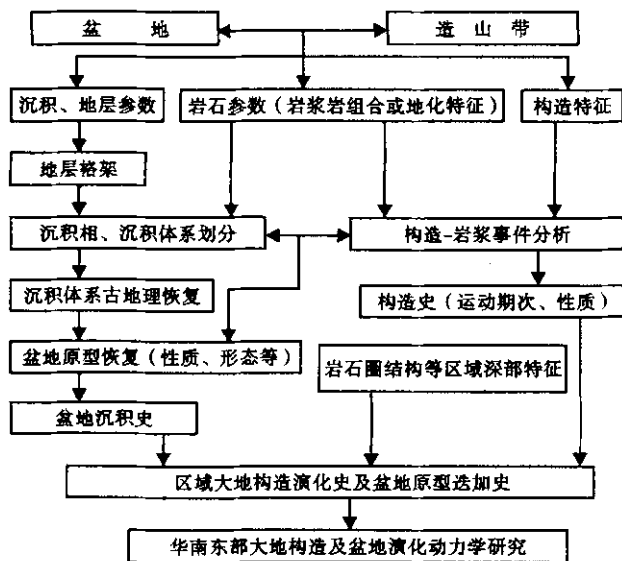 盆 地
造 山 带
沉积、地层参数
岩石参数（岩浆岩组合或地化特征）
构造特征
地层格架
沉积相、沉积体系划分
构造-岩浆事件分析
沉积体系古地理恢复
构造史（运动期次、性质）
盆地原型恢复（性质、形态等）
岩石圈结构等区域深部特征
盆地沉积史
区域大地构造演化史及盆地原型迭加史
华南东部大地构造及盆地演化动力学研究